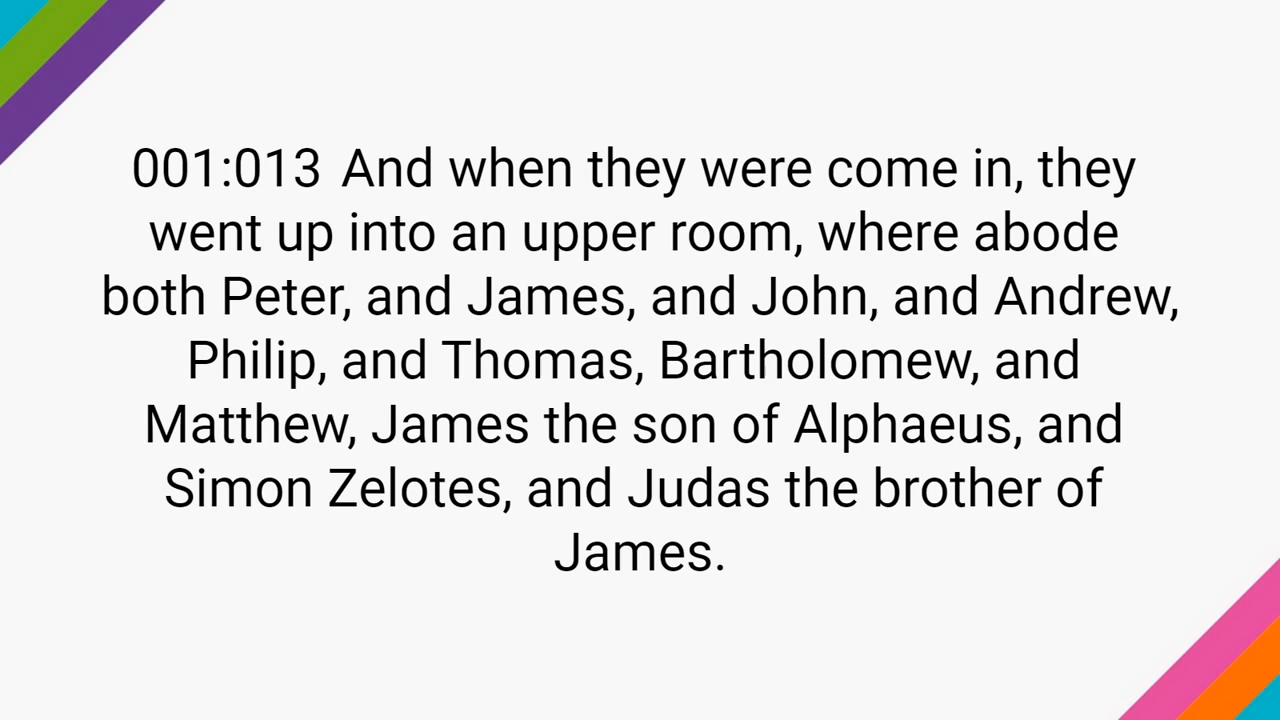 001:013 And when they were come in, they
went up into an upper room, where abode
both Peter, and James, and John, and Andrew,
Philip, and Thomas, Bartholomew, and
Matthew, James the son of Alphaeus, and
Simon Zelotes, and Judas the brother of
James.